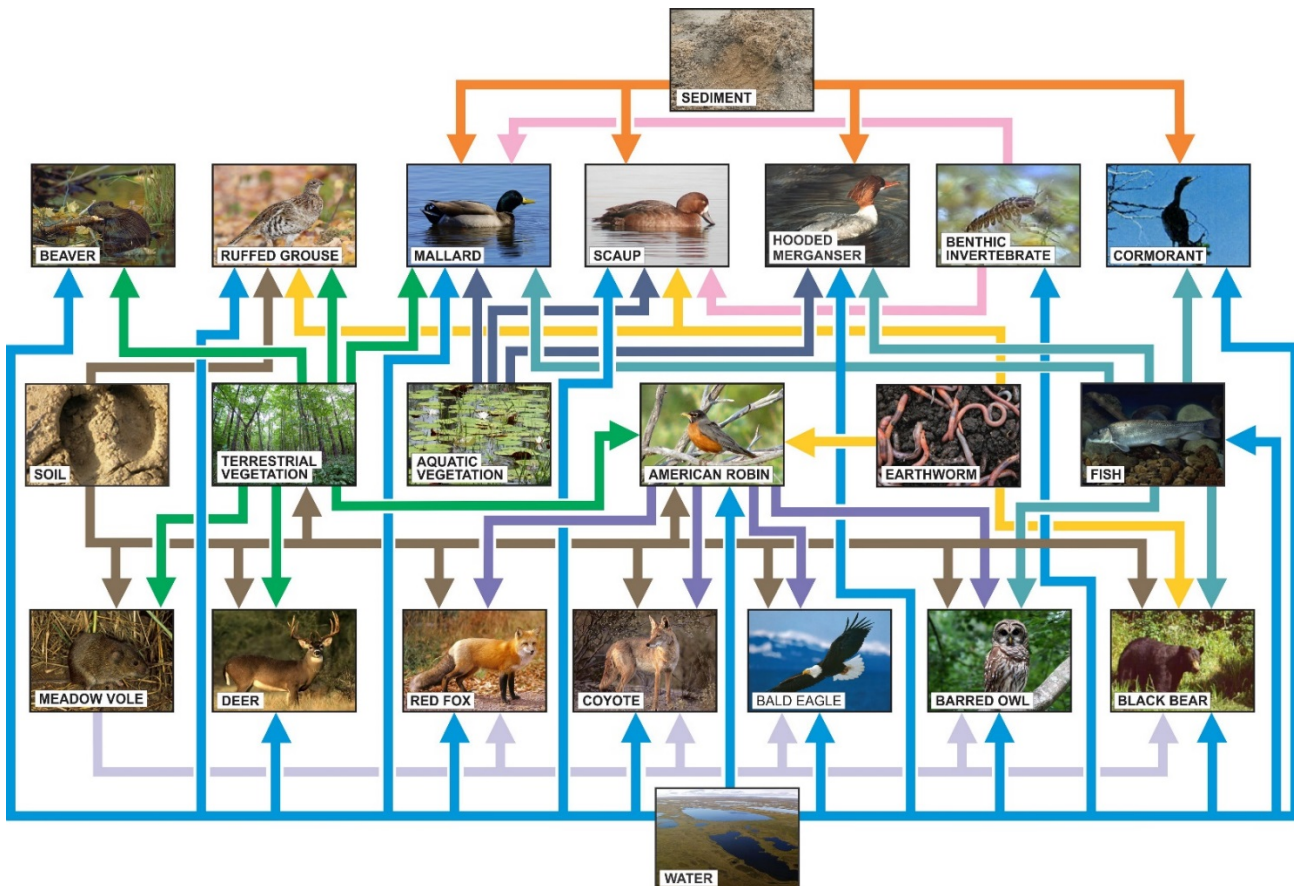 SEDIMENT
BEAVER
RUFFED GROUSE
MALLARD
SCAUP
HOODED
MERGANSER
BENTHIC
INVERTEBRATE
CORMORANT
SOIL
TERRESTRIAL
VEGETATION
AQUATIC
VEGETATION
AMERICAN ROBIN
EARTHWORM
FISH
MEADOW VOLE
DEER
RED FOX
COYOTE
BALD EAGLE
BARRED OWL
BLACK BEAR
WATER